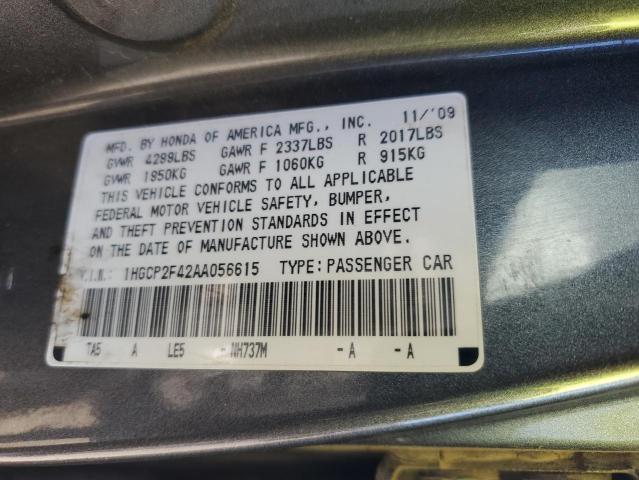 MFD. BY HONDA OF AMERICA MFG., INC. 11/'09
GVWR 4299LBS GAWR F 2337LBS R 2017LBS
GVWR 1950KG GAWR F 1060KG R 915KG
THIS VEHICLE CONFORMS TO ALL APPLICABLE
FEDERAL MOTOR VEHICLE SAFETY, BUMPER,
AND THEFT PREVENTION STANDARDS IN EFFECT
ON THE DATE OF MANUFACTURE SHOWN ABOVE.
V.I.N.: 1HGCP2F42AA056615 TYPE:PASSENGER CAR
TA5 A LE5 - NH737M - A - A